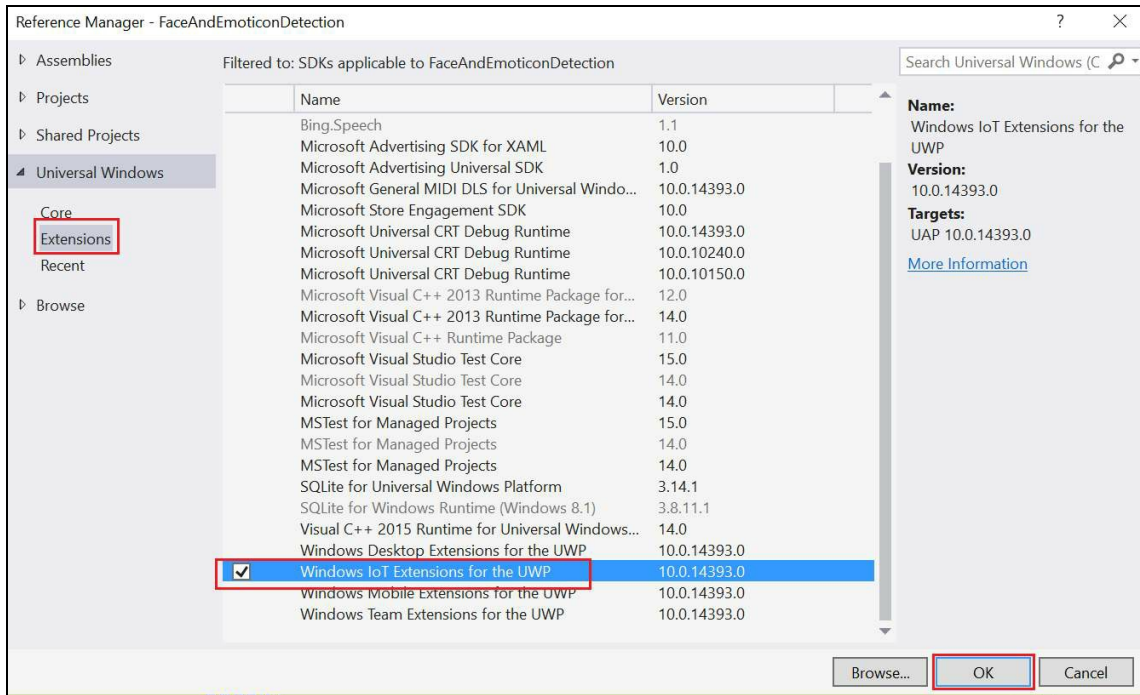 Reference Manager - FaceAndEmoticonDetection ? ×
Assemblies
Projects
Shared Projects
Universal Windows
Core
Extensions
Recent
Browse
Filtered to: SDKs applicable to FaceAndEmoticonDetection
Name Version
Bing.Speech 1.1
Microsoft Advertising SDK for XAML 10.0
Microsoft Advertising Universal SDK 1.0
Microsoft General MIDI DLS for Universal Windo... 10.0.14393.0
Microsoft Store Engagement SDK 10.0
Microsoft Universal CRT Debug Runtime 10.0.14393.0
Microsoft Universal CRT Debug Runtime 10.0.10240.0
Microsoft Universal CRT Debug Runtime 10.0.10150.0
Microsoft Visual C++ 2013 Runtime Package for... 12.0
Microsoft Visual C++ 2013 Runtime Package for... 14.0
Microsoft Visual C++ Runtime Package 11.0
Microsoft Visual Studio Test Core 15.0
Microsoft Visual Studio Test Core 14.0
Microsoft Visual Studio Test Core 14.0
MSTest for Managed Projects 15.0
MSTest for Managed Projects 14.0
MSTest for Managed Projects 14.0
SQLite for Universal Windows Platform 3.14.1
SQLite for Windows Runtime (Windows 8.1) 3.8.11.1
Visual C++ 2015 Runtime for Universal Windows... 14.0
Windows Desktop Extensions for the UWP 10.0.14393.0
Windows IoT Extensions for the UWP 10.0.14393.0
Windows Mobile Extensions for the UWP 10.0.14393.0
Windows Team Extensions for the UWP 10.0.14393.0
Search Universal Windows (C
Name:
Windows IoT Extensions for the
UWP
Version:
10.0.14393.0
Targets:
UAP 10.0.14393.0
More Information
Browse... OK Cancel